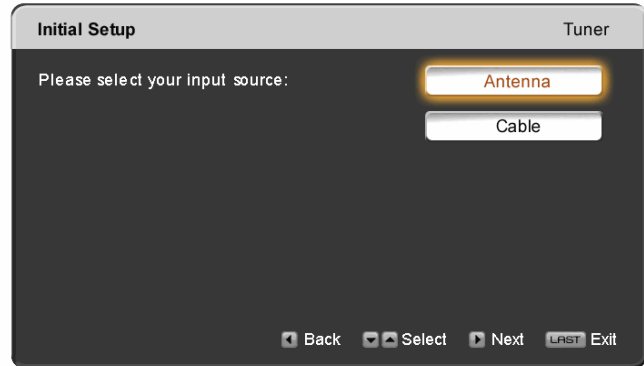 Initial Setup Tuner
Please select your input source: Antenna
Cable
Back Select Next LAST Exit